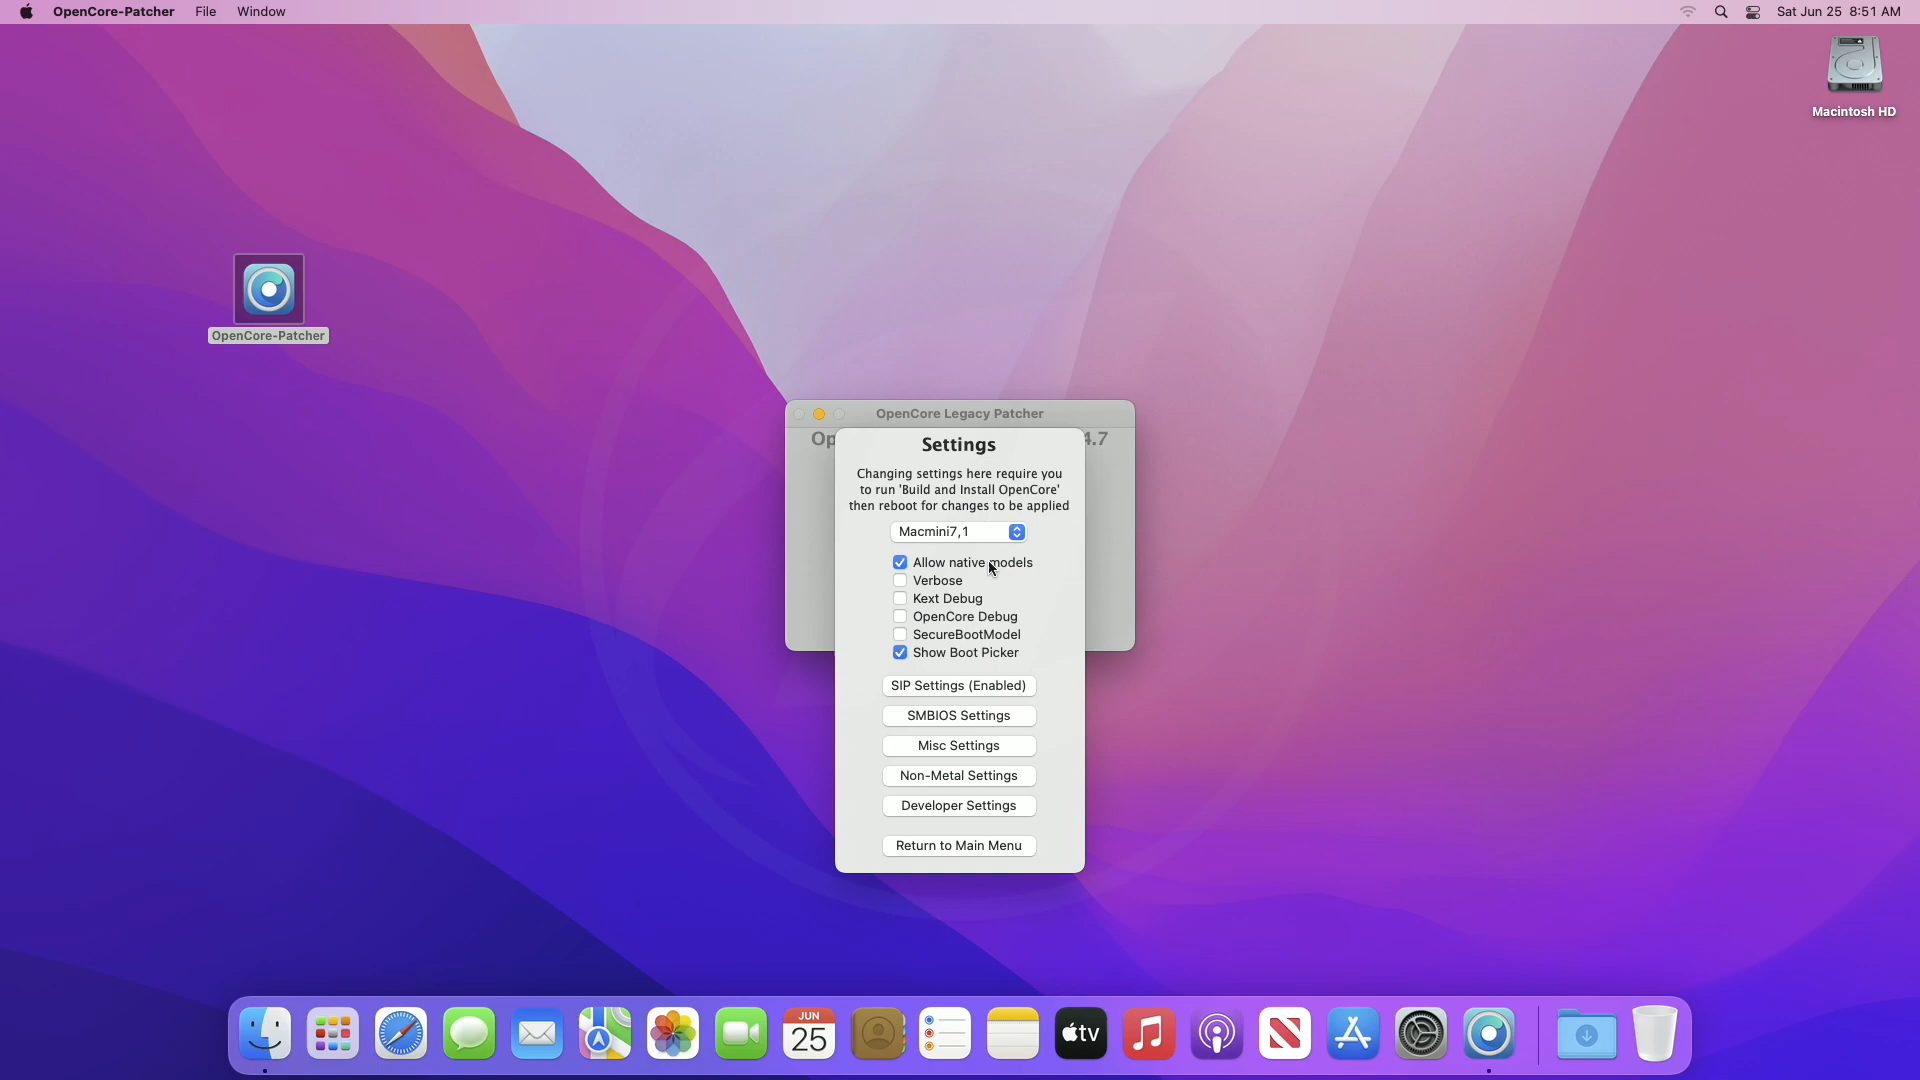 OpenCore-Patcher File Window
Sat Jun 25 8:51 AM
Macintosh HD
OpenCore-Patcher
OpenCore Legacy Patcher
Op
4.7
Settings
Changing settings here require you
to run 'Build and Install OpenCore'
then reboot for changes to be applied
Macmini7,1
Allow native models
Verbose
Kext Debug
OpenCore Debug
SecureBootModel
Show Boot Picker
SIP Settings (Enabled)
SMBIOS Settings
Misc Settings
Non-Metal Settings
Developer Settings
Return to Main Menu
JUN
25
tv